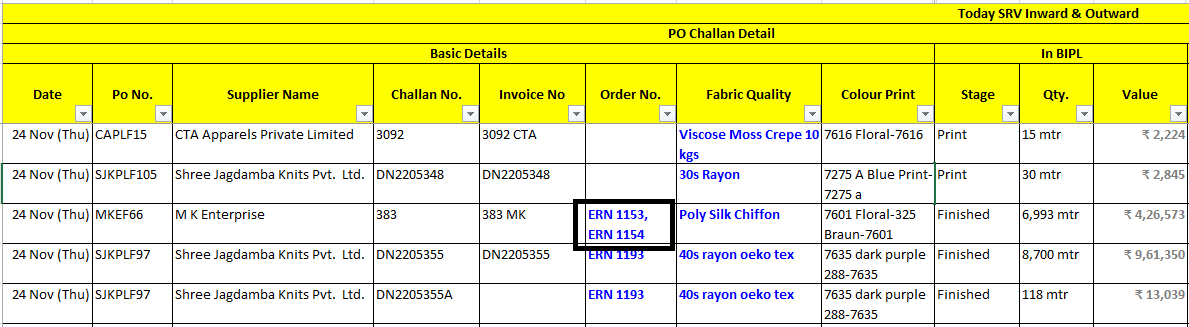 Today SRV Inward & Outward
PO Challan Detail
Basic Details In BIPL
Date Po No. Supplier Name Challan No. Invoice No Order No. Fabric Quality Colour Print Stage Qty. Value
24 Nov (Thu) CAPLF15 CTA Apparels Private Limited 3092 3092 CTA Viscose Moss Crepe 10 7616 Floral-7616 Print 15 mtr ₹ 2,224
kgs
24 Nov (Thu) SJKPLF105 Shree Jagdamba Knits Pvt. Ltd. DN2205348 DN2205348 30s Rayon 7275 A Blue Print- Print 30 mtr ₹ 2,845
7275 a
24 Nov (Thu) MKEF66 M K Enterprise 383 383 MK ERN 1153, Poly Silk Chiffon 7601 Floral-325 Finished 6,993 mtr ₹ 4,26,573
ERN 1154 Braun-7601
24 Nov (Thu) SJKPLF97 Shree Jagdamba Knits Pvt. Ltd. DN2205355 DN2205355 ERN 1193 40s rayon oeko tex 7635 dark purple Finished 8,700 mtr ₹ 9,61,350
288-7635
24 Nov (Thu) SJKPLF97 Shree Jagdamba Knits Pvt. Ltd. DN2205355A ERN 1193 40s rayon oeko tex 7635 dark purple Finished 118 mtr ₹ 13,039
288-7635